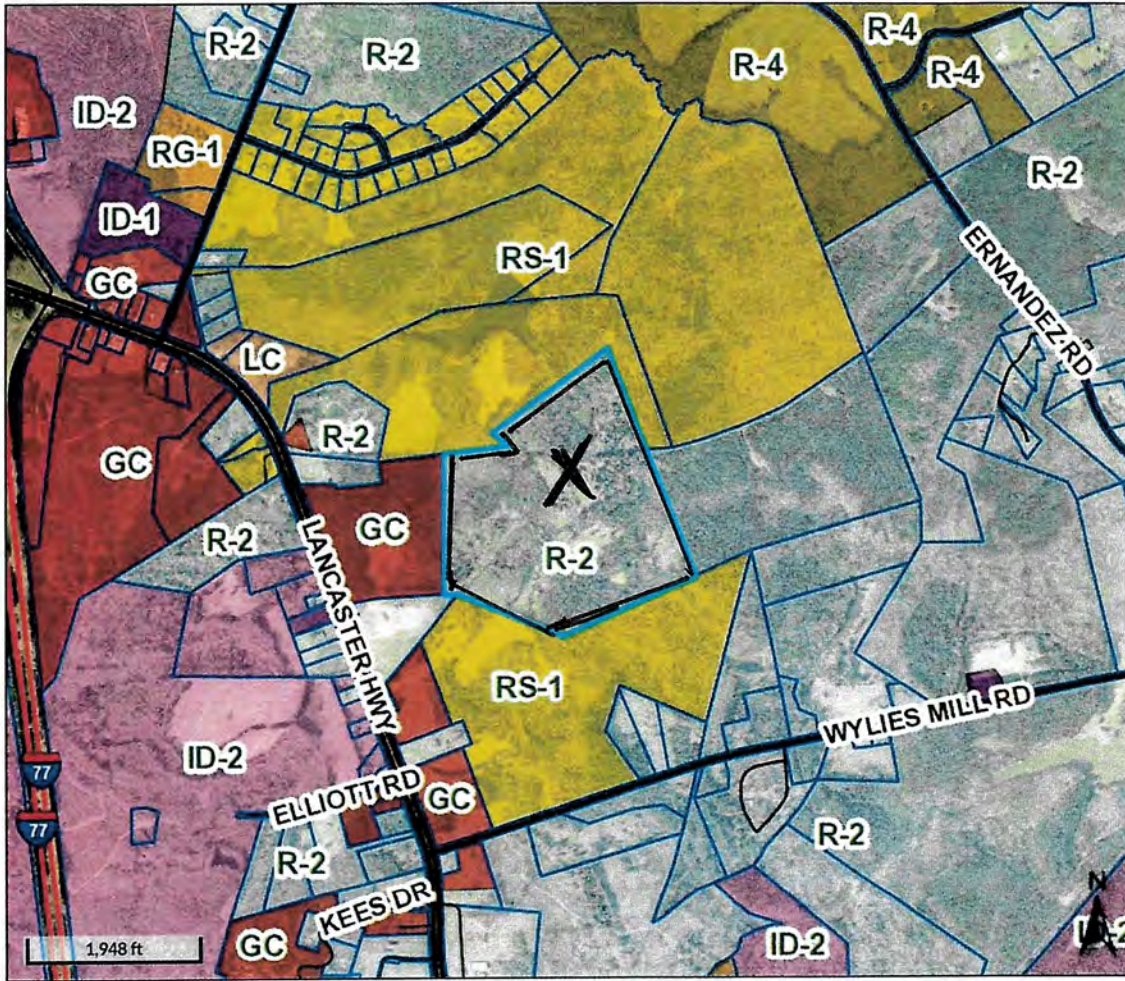 R-2
R-2
R-4
R-4
R-4
ID-2
RG-1
R-2
ID-1
ERNANDEZ RD
GC
RS-1
LC
R-2
X
GC
LANCASTER HWY
GC
R-2
R-2
RS-1
WYLIES MILL RD
ID-2
77
ELLIOTT RD
GC
77
R-2
R-2
KEES DR
N
GC
ID-2
1,948 ft